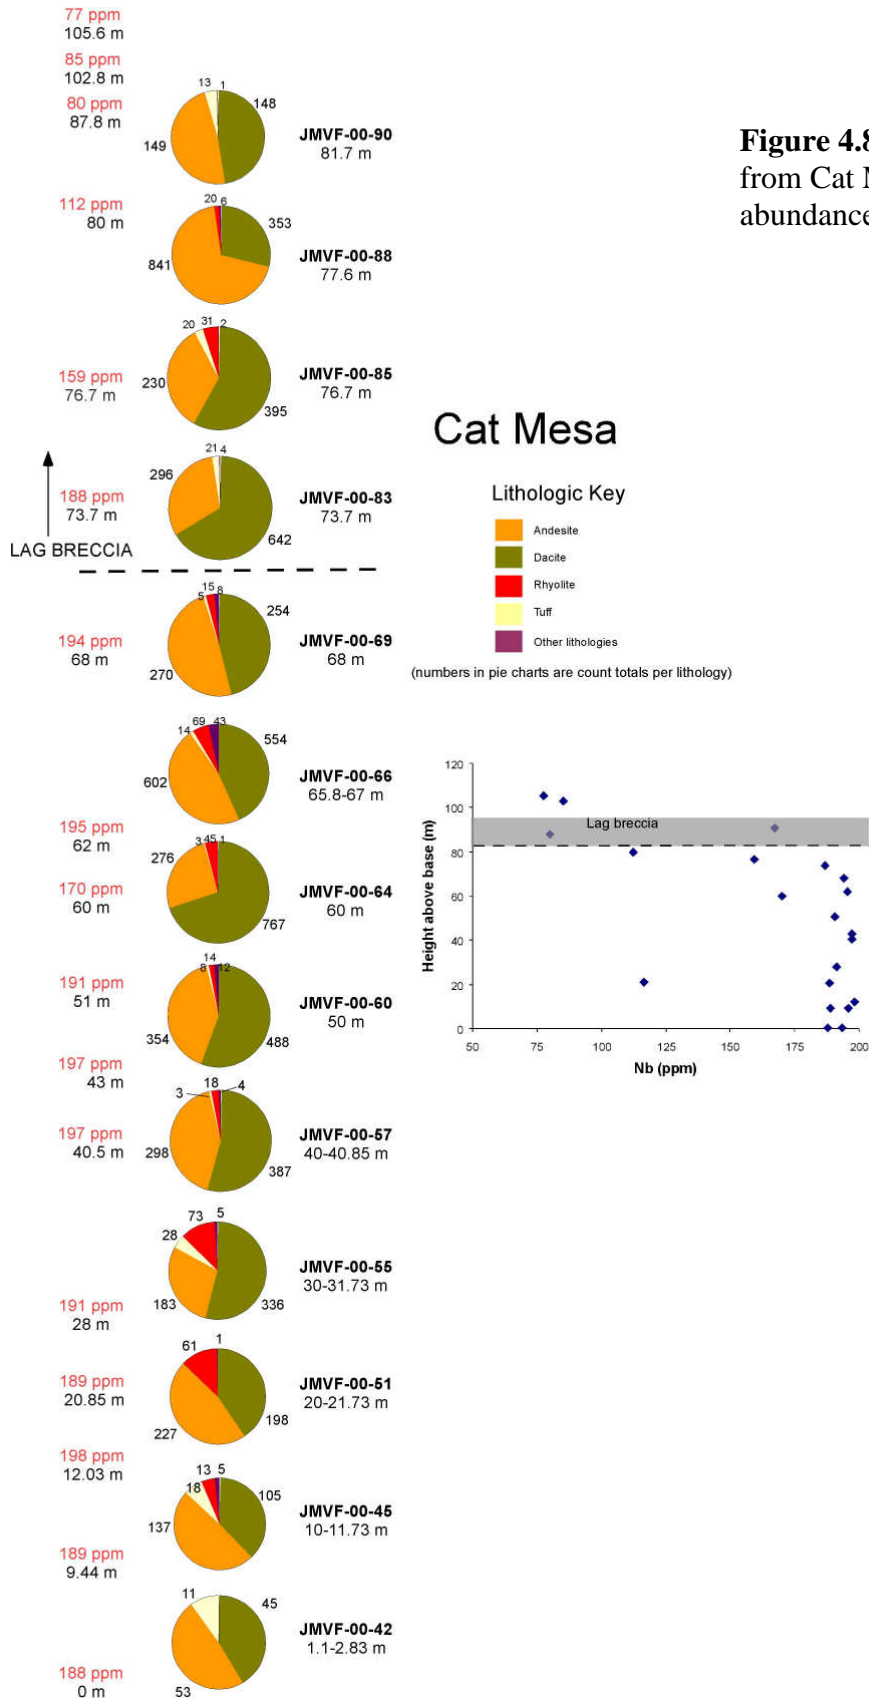 77 ppm
105.6 m
85 ppm
102.8 m
80 ppm
87.8 m
13 1
148
149
JMVF-00-90
81.7 m
Figure 4.8
from Cat M
abundance
112 ppm
80 m
20 6
353
841
JMVF-00-88
77.6 m
159 ppm
76.7 m
20 31 2
230
395
JMVF-00-85
76.7 m
Cat Mesa
188 ppm
73.7 m
LAG BRECCIA
21 4
296
642
JMVF-00-83
73.7 m
Lithologic Key
Andesite
Dacite
Rhyolite
Tuff
Other lithologies
(numbers in pie charts are count totals per lithology)
194 ppm
68 m
5 15 8
254
270
JMVF-00-69
68 m
14 69 43
554
602
JMVF-00-66
65.8-67 m
195 ppm
62 m
170 ppm
60 m
3 45 1
276
767
JMVF-00-64
60 m
191 ppm
51 m
8 14 12
354
488
JMVF-00-60
50 m
197 ppm
43 m
197 ppm
40.5 m
3 18 4
298
387
JMVF-00-57
40-40.85 m
28 73 5
183
336
JMVF-00-55
30-31.73 m
191 ppm
28 m
189 ppm
20.85 m
61 1
227
198
JMVF-00-51
20-21.73 m
198 ppm
12.03 m
18 13 5
105
137
JMVF-00-45
10-11.73 m
189 ppm
9.44 m
11
45
53
JMVF-00-42
1.1-2.83 m
188 ppm
0 m
Height above base (m)
120
100
80
60
40
20
0
Lag breccia
50 75 100 125 150 175 200
Nb (ppm)